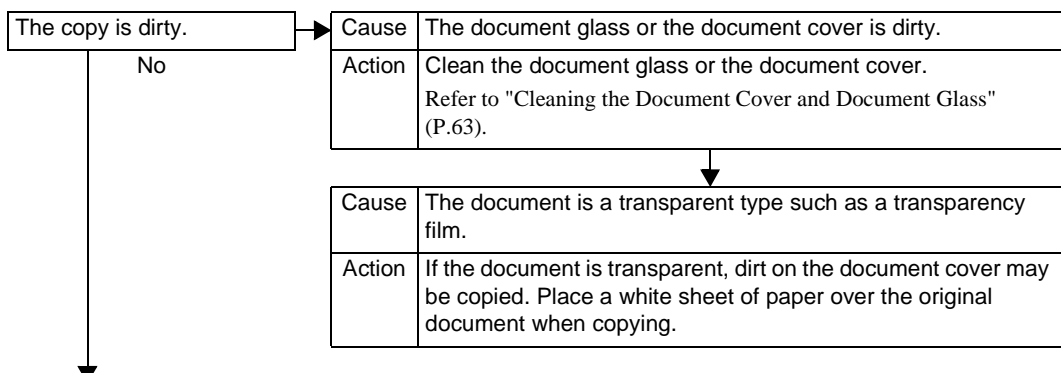 The copy is dirty.
No
Cause The document glass or the document cover is dirty.
Action Clean the document glass or the document cover.
Refer to "Cleaning the Document Cover and Document Glass"
(P.63).
Cause The document is a transparent type such as a transparency
film.
Action If the document is transparent, dirt on the document cover may
be copied. Place a white sheet of paper over the original
document when copying.